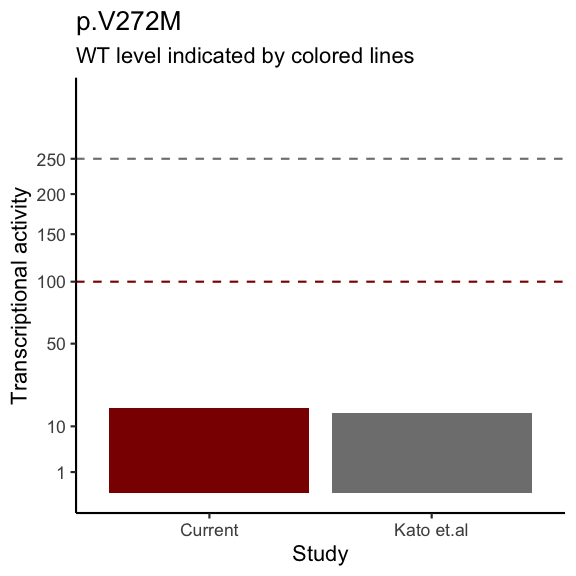 p.V272M
WT level indicated by colored lines
Transcriptional activity
250
200
150
100
50
10
1
Current
Kato et.al
Study